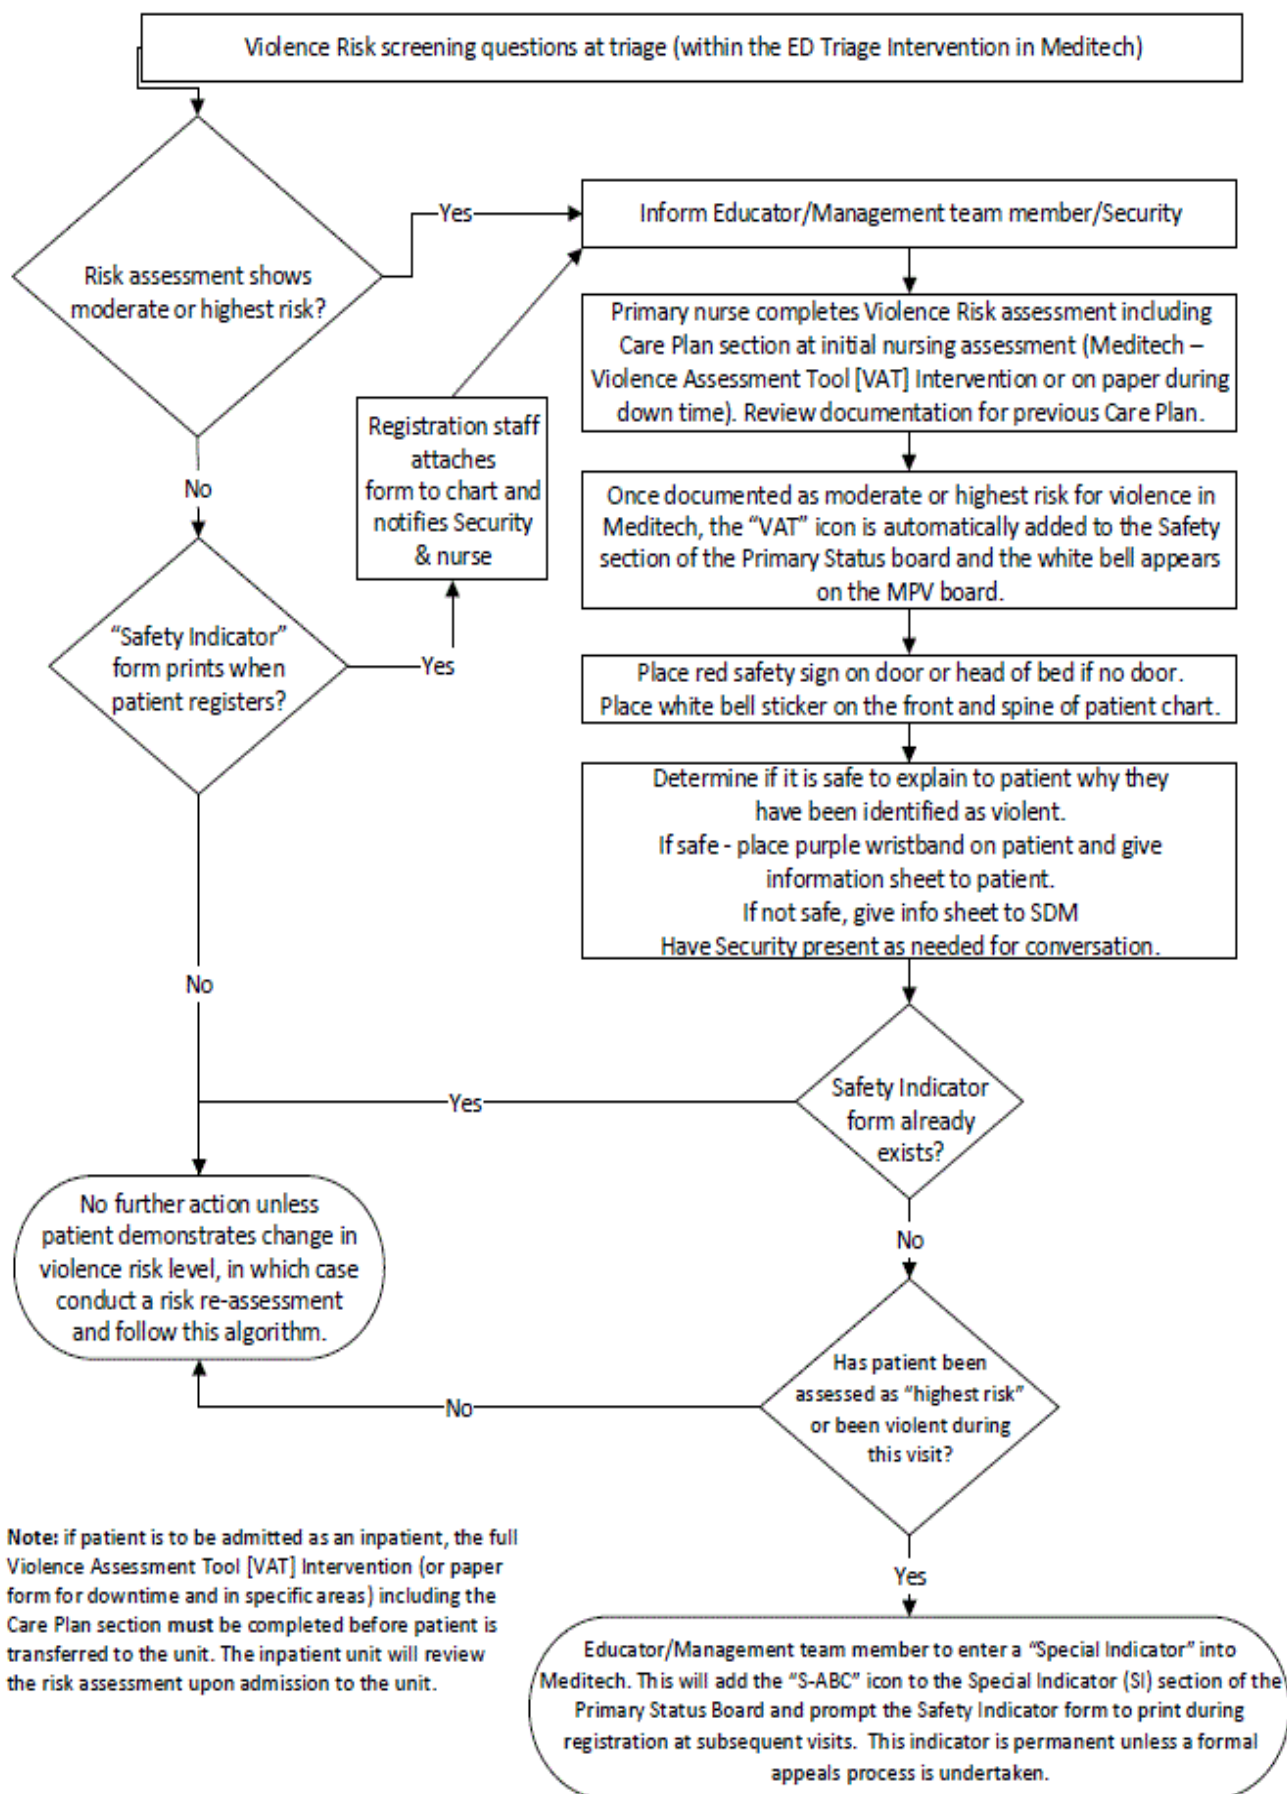 Violence Risk screening questions at triage (within the ED Triage Intervention in Meditech)
Risk assessment shows
moderate or highest risk?
Yes
Inform Educator/Management team member/Security
Primary nurse completes Violence Risk assessment including
Care Plan section at initial nursing assessment (Meditech –
Violence Assessment Tool [VAT] Intervention or on paper during
down time). Review documentation for previous Care Plan.
Registration staff
attaches
form to chart and
notifies Security
& nurse
No
Once documented as moderate or highest risk for violence in
Meditech, the “VAT” icon is automatically added to the Safety
section of the Primary Status board and the white bell appears
on the MPV board.
“Safety Indicator”
form prints when
patient registers?
Yes
Place red safety sign on door or head of bed if no door.
Place white bell sticker on the front and spine of patient chart.
Determine if it is safe to explain to patient why they
have been identified as violent.
If safe - place purple wristband on patient and give
information sheet to patient.
If not safe, give info sheet to SDM
Have Security present as needed for conversation.
No
Safety Indicator
form already
exists?
Yes
No further action unless
patient demonstrates change in
violence risk level, in which case
conduct a risk re-assessment
and follow this algorithm.
No
Has patient been
assessed as “highest risk”
or been violent during
this visit?
No
Note: if patient is to be admitted as an inpatient, the full
Violence Assessment Tool [VAT] Intervention (or paper
form for downtime and in specific areas) including the
Care Plan section must be completed before patient is
transferred to the unit. The inpatient unit will review
the risk assessment upon admission to the unit.
Yes
Educator/Management team member to enter a “Special Indicator” into
Meditech. This will add the “S-ABC” icon to the Special Indicator (SI) section of the
Primary Status Board and prompt the Safety Indicator form to print during
registration at subsequent visits. This indicator is permanent unless a formal
appeals process is undertaken.